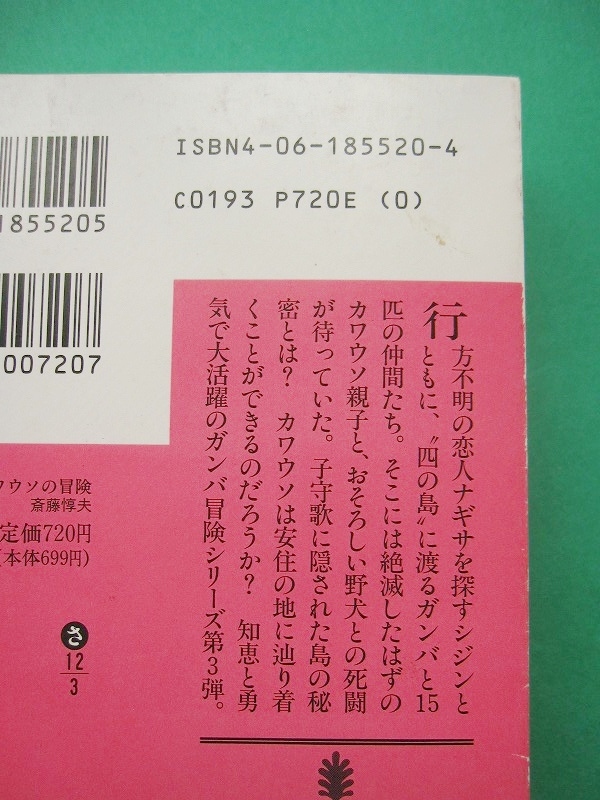 ISBN4-06-185520-4
C0193 P720E (0)
1855205
007207
行方不明の恋人ナギサを探すシジンと
ともに、〝四の島〟に渡るガンバと15
匹の仲間たち。そこには絶滅したはずの
カワウソ親子と、おそろしい野犬との死闘
が待っていた。子守歌に隠された島の秘
密とは？　カワウソは安住の地に辿り着
くことができるのだろうか？　知恵と勇
気で大活躍のガンバ冒険シリーズ第3弾。
ワウソの冒険
斎藤惇夫
定価720円
(本体699円)
さ
12
3